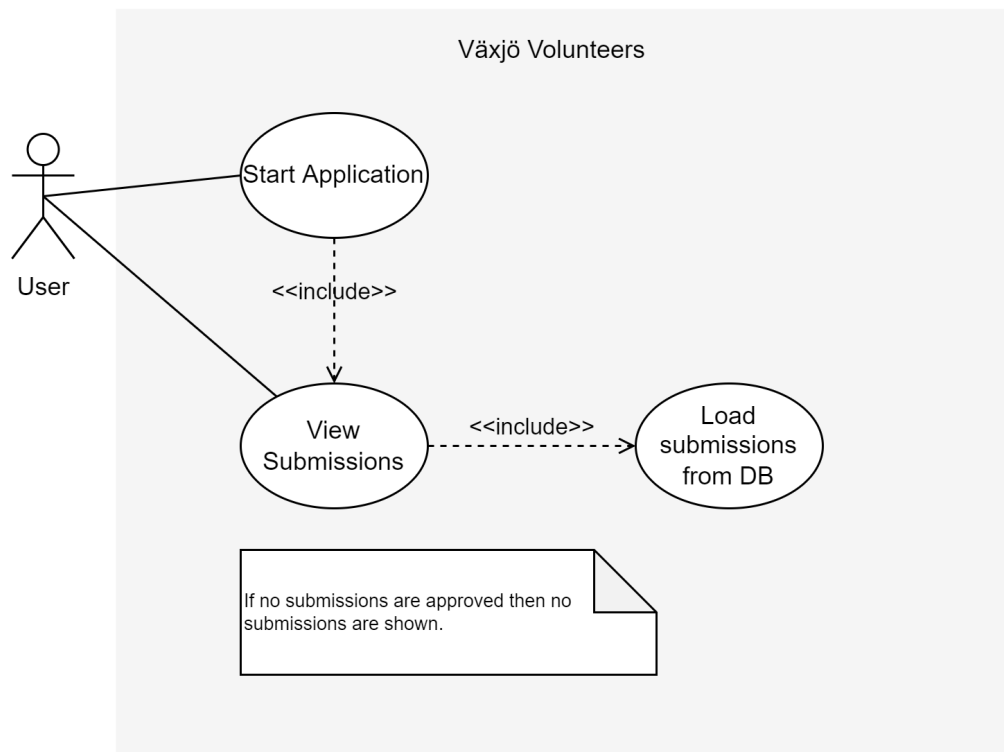 Växjö Volunteers
Start Application
User
<<include>>
View
Submissions
<<include>>
Load
submissions
from DB
If no submissions are approved then no
submissions are shown.